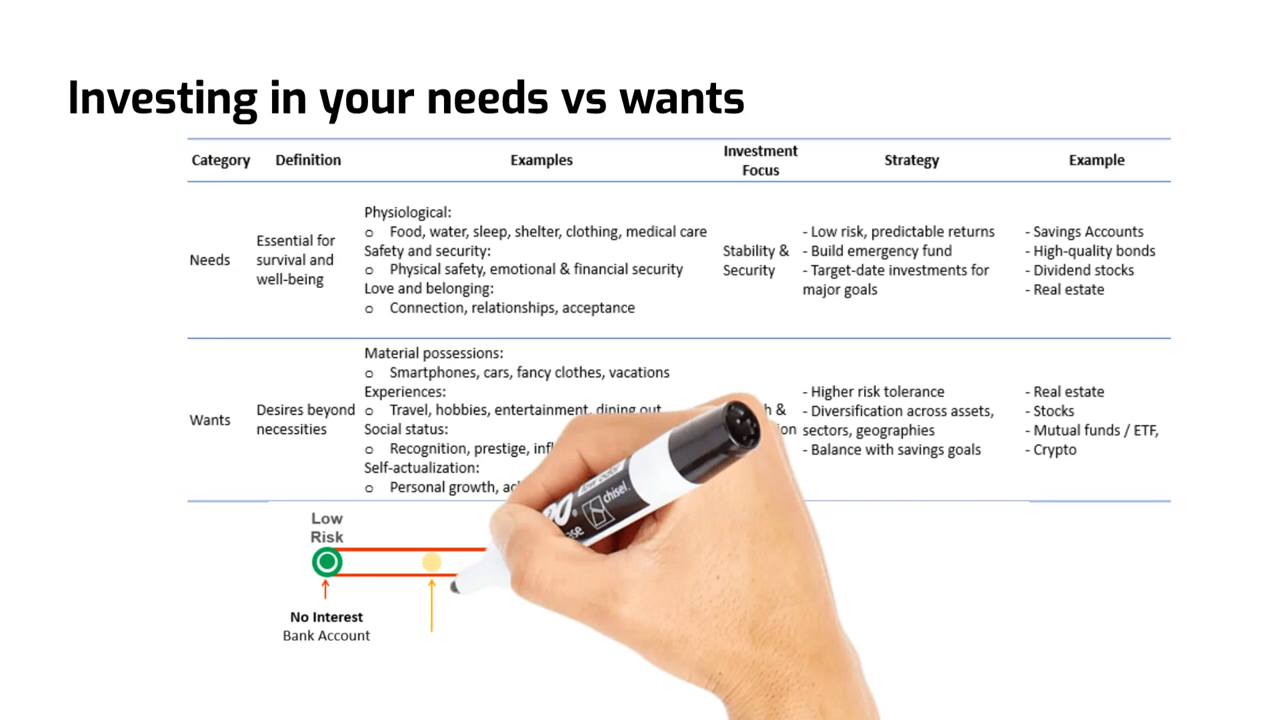 Investing in your needs vs wants
Category Definition Examples Investment Focus Strategy Example
Needs
Essential for
survival and
well-being
Physiological:
o Food, water, sleep, shelter, clothing, medical care
Safety and security:
o Physical safety, emotional & financial security
Love and belonging:
o Connection, relationships, acceptance
Stability &
Security
- Low risk, predictable returns
- Build emergency fund
- Target-date investments for
major goals
- Savings Accounts
- High-quality bonds
- Dividend stocks
- Real estate
Wants
Desires beyond
necessities
Material possessions:
o Smartphones, cars, fancy clothes, vacations
Experiences:
o Travel, hobbies, entertainment, dining out
Social status:
o Recognition, prestige,
Self-actualization:
o Personal growth,
&
- Higher risk tolerance
- Diversification across assets,
sectors, geographies
- Balance with savings goals
- Real estate
- Stocks
- Mutual funds / ETF,
- Crypto
Low
Risk
No Interest
Bank Account
low odor
chisel.